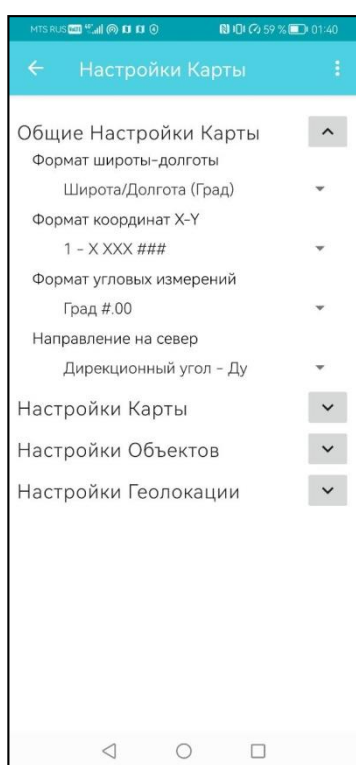 MTS RUS 59 % 01:40
Настройки Карты
Общие Настройки Карты
Формат широты-долготы
Широта/Долгота (Град)
Формат координат X-Y
1 - X XXX ###
Формат угловых измерений
Град #.00
Направление на север
Дирекционный угол - Ду
Настройки Карты
Настройки Объектов
Настройки Геолокации